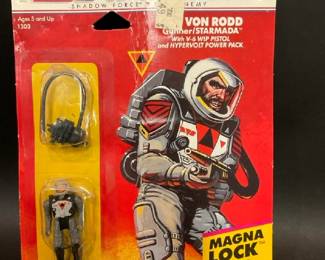 Ages 5 and Up
1303
SHADOW FORCE
VON RODD
Gunner/STARMADA
With V-6 WIP PISTOL
and HYPERVOLT POWER PACK
MAGNA
LOCK